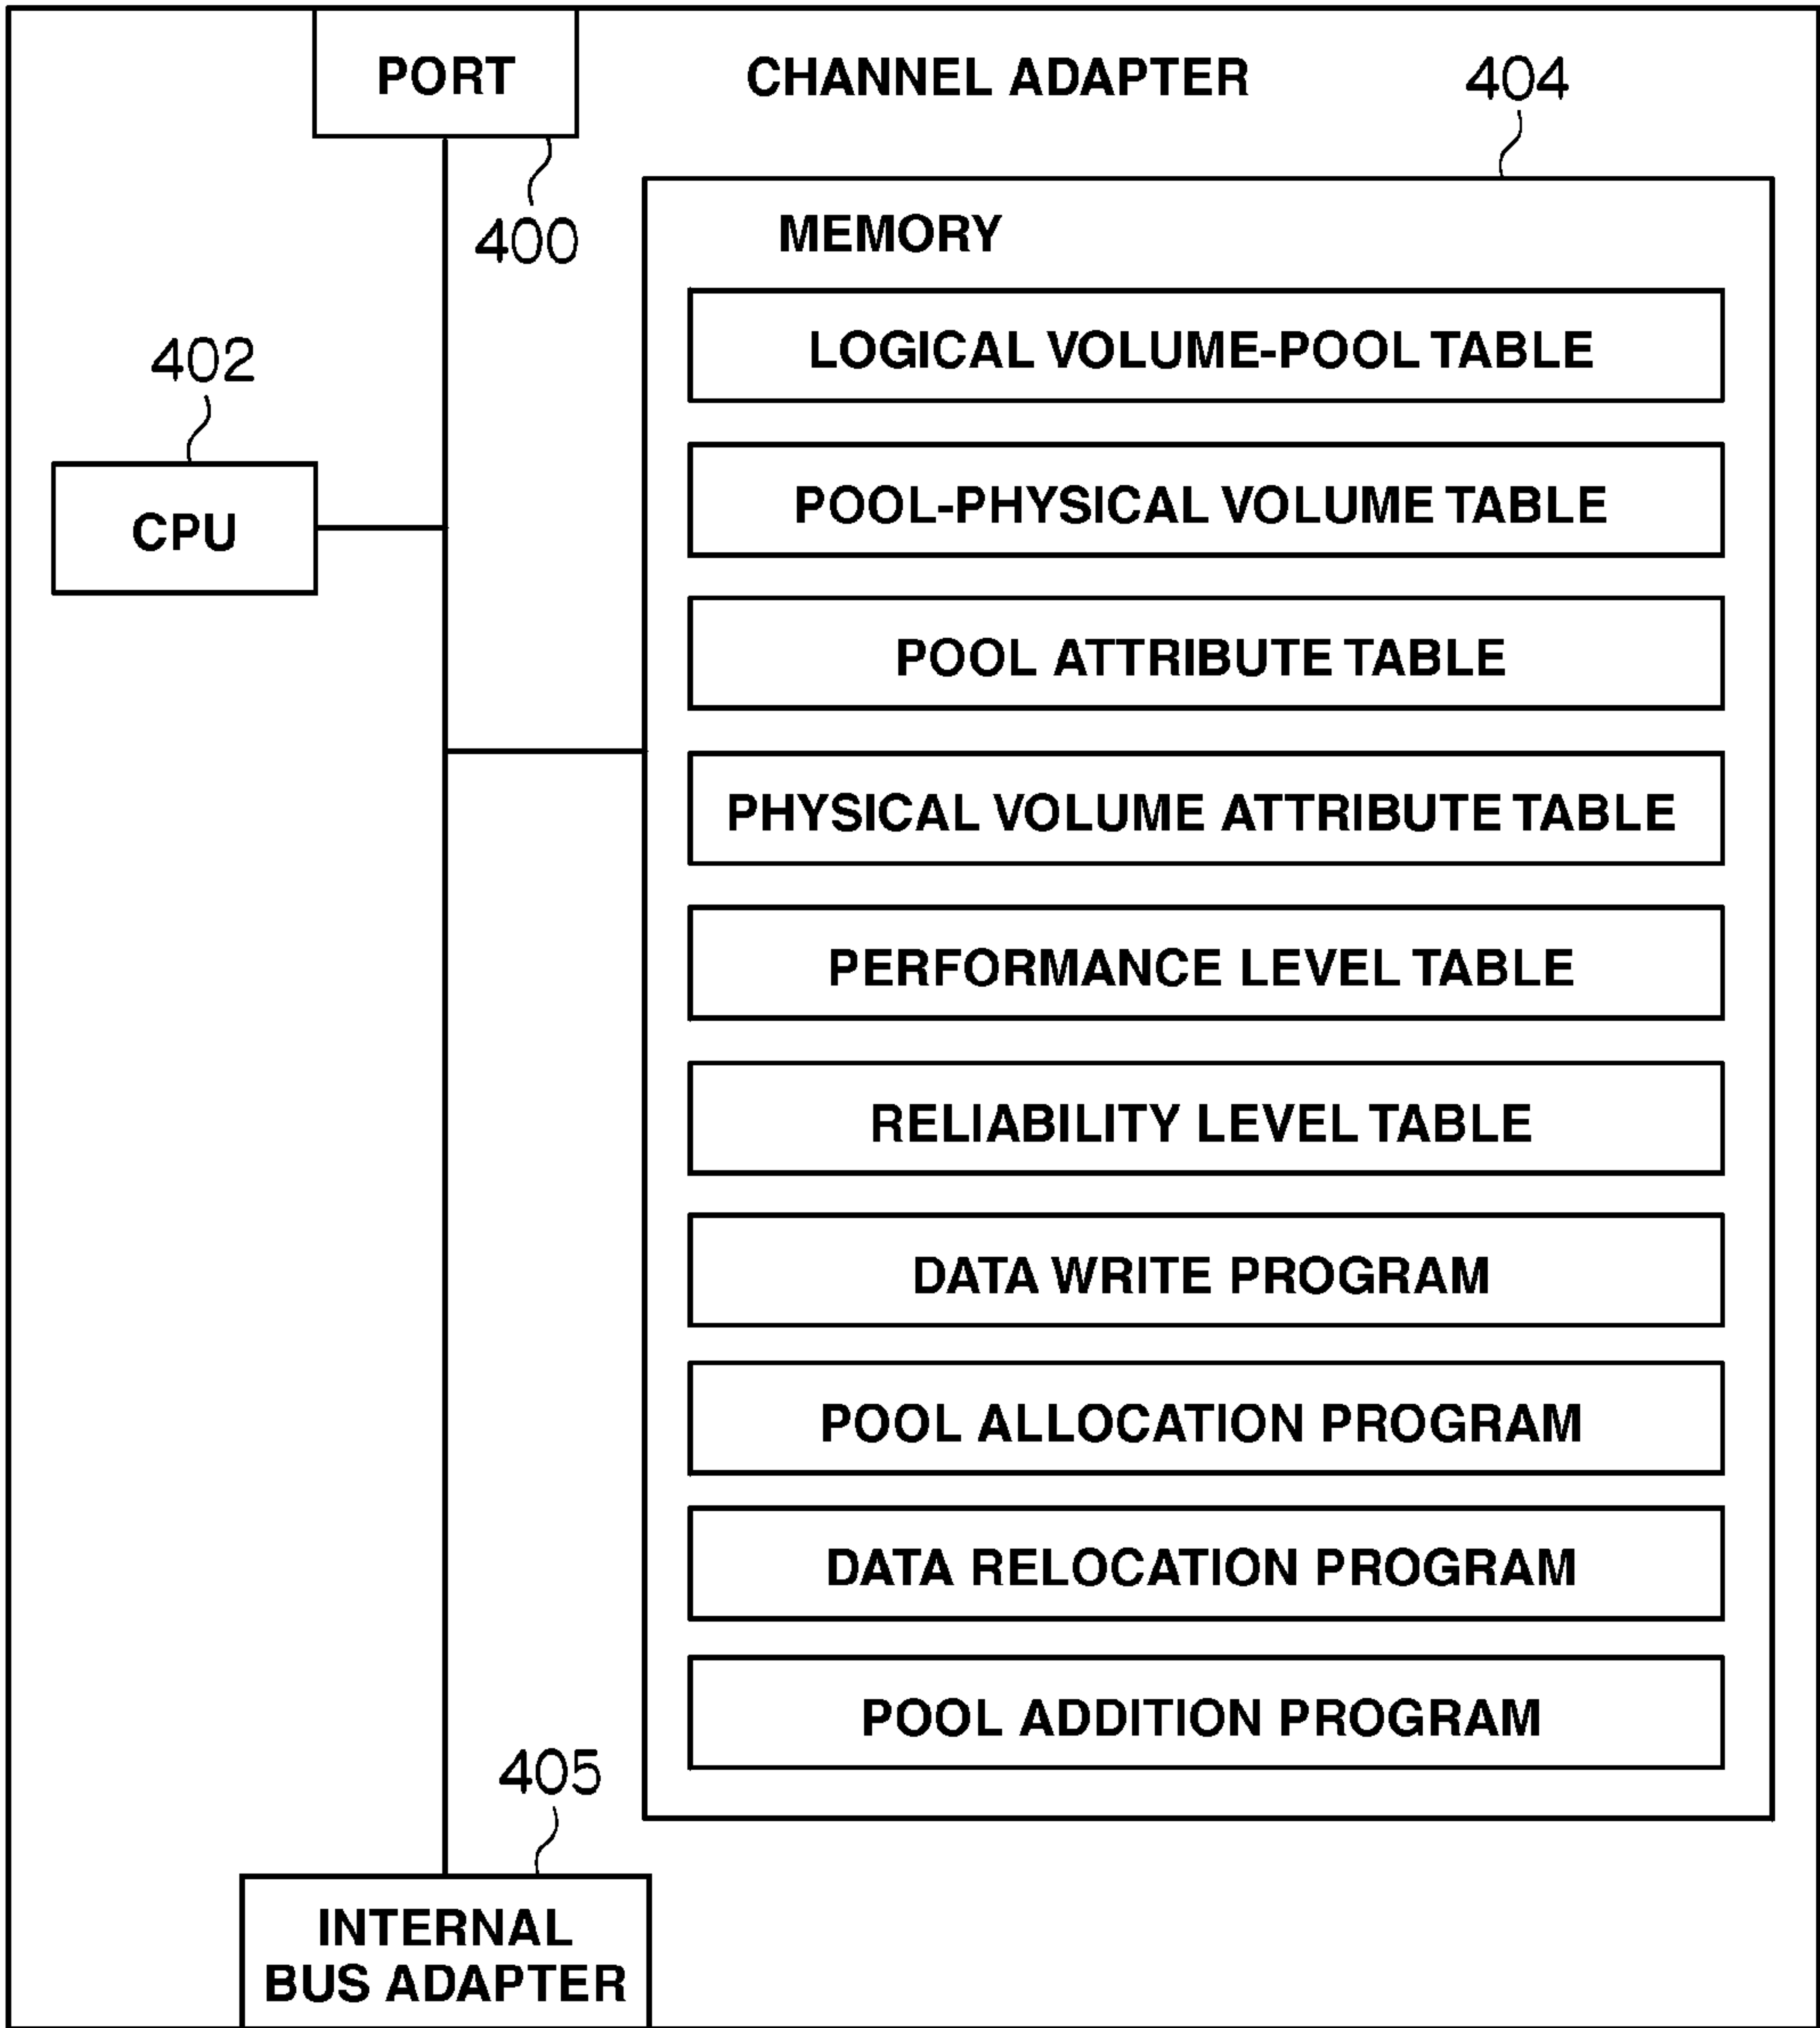 PORT
CHANNEL ADAPTER
404
400
MEMORY
LOGICAL VOLUME-POOL TABLE
402
POOL-PHYSICAL VOLUME TABLE
CPU
POOL ATTRIBUTE TABLE
PHYSICAL VOLUME ATTRIBUTE TABLE
PERFORMANCE LEVEL TABLE
RELIABILITY LEVEL TABLE
DATA WRITE PROGRAM
POOL ALLOCATION PROGRAM
DATA RELOCATION PROGRAM
POOL ADDITION PROGRAM
405
INTERNAL
BUS ADAPTER